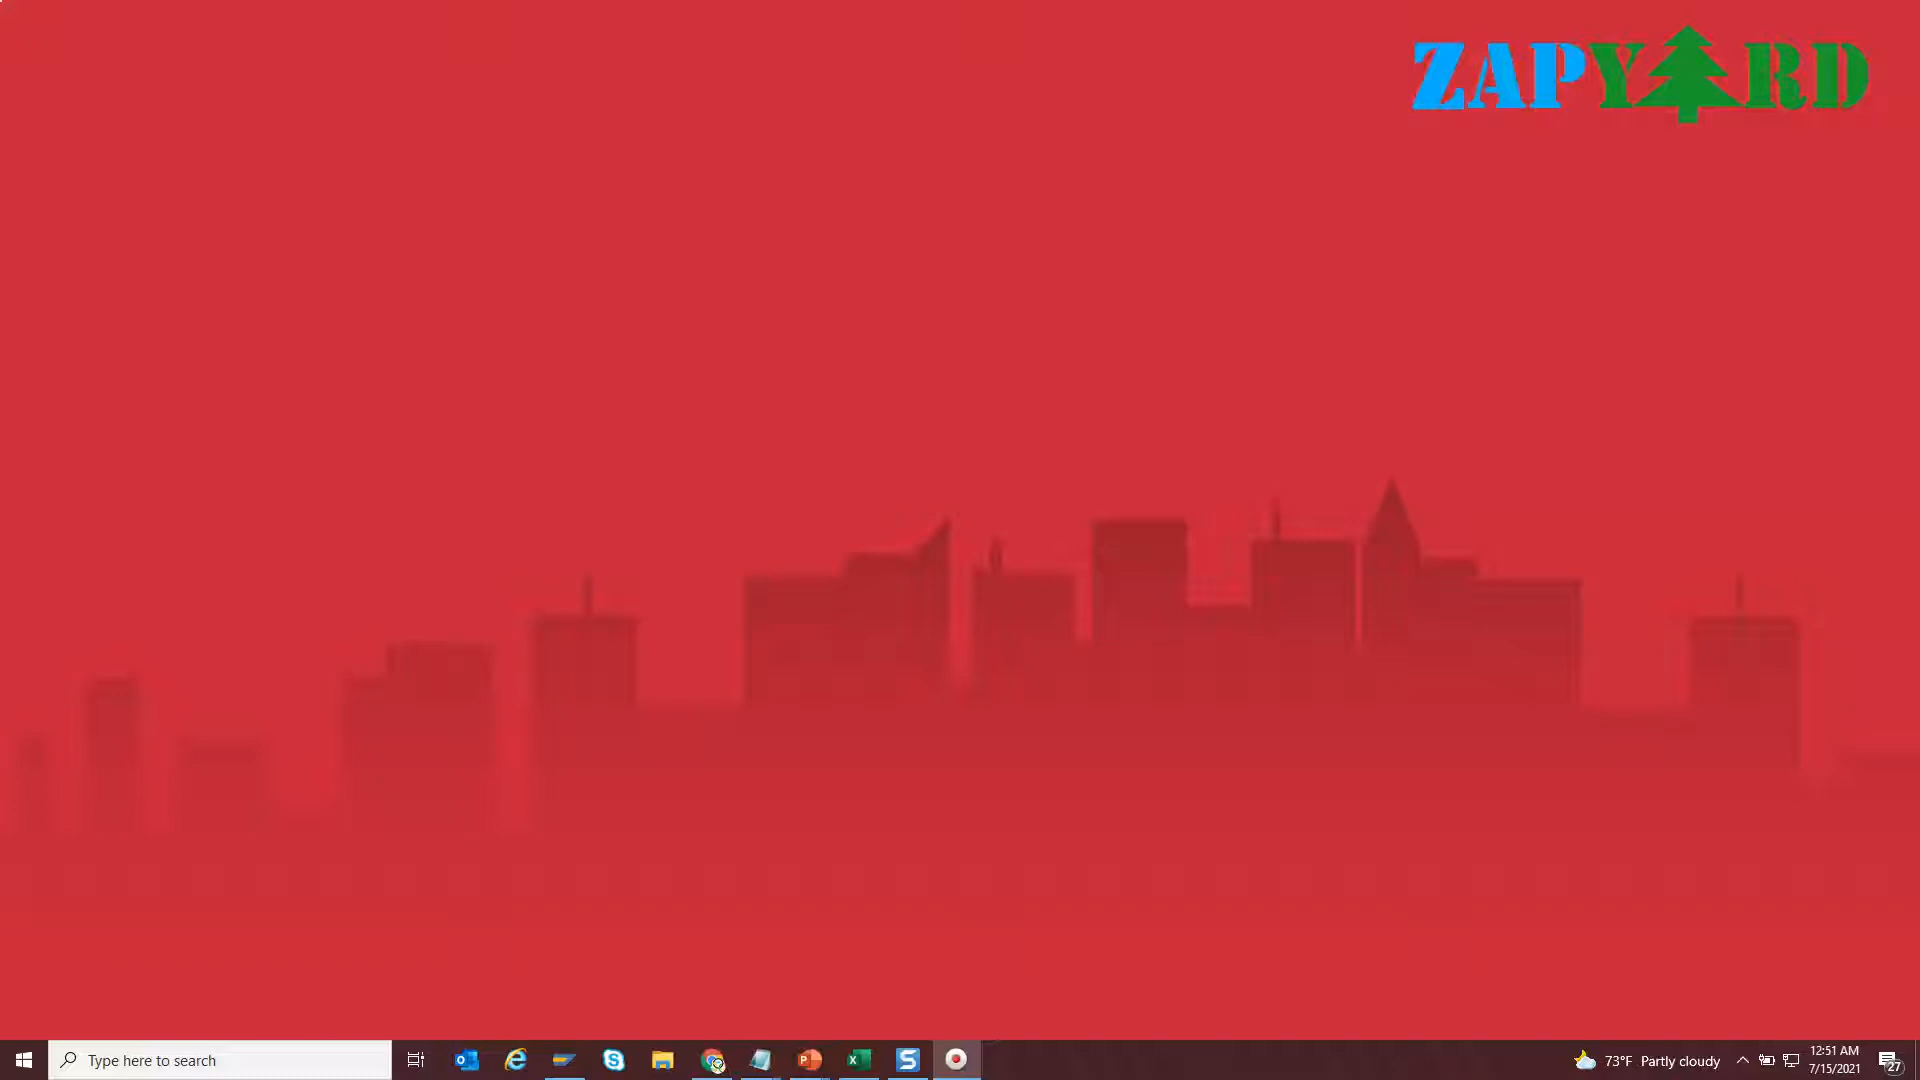 ZAPYARD
Type here to search
73°F Partly cloudy
12:51 AM
7/15/2021
27